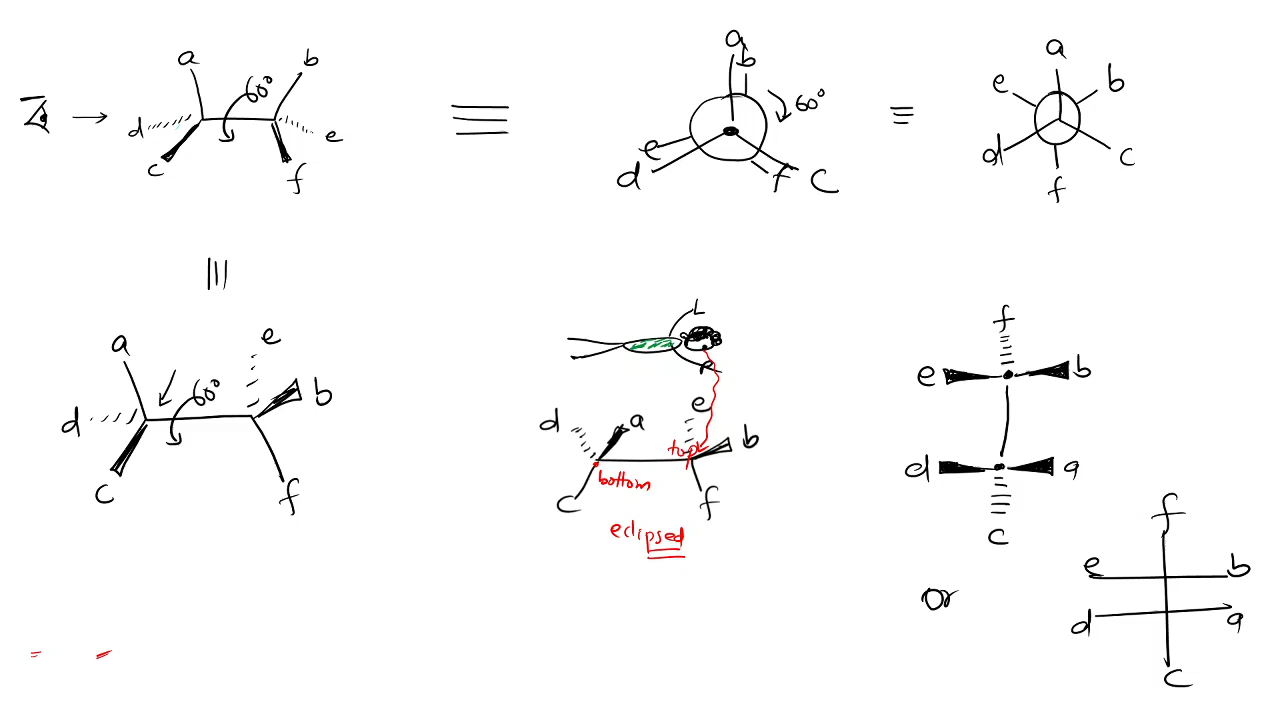 a b
60°
d e
c f
a
b
60°
e
d f c
a
e b
d c
f
a e
60° b
d
c f
L
R
d a e b
top
bottom
c f
eclipsed
f
e b
d a
c
or
f
e b
d a
c